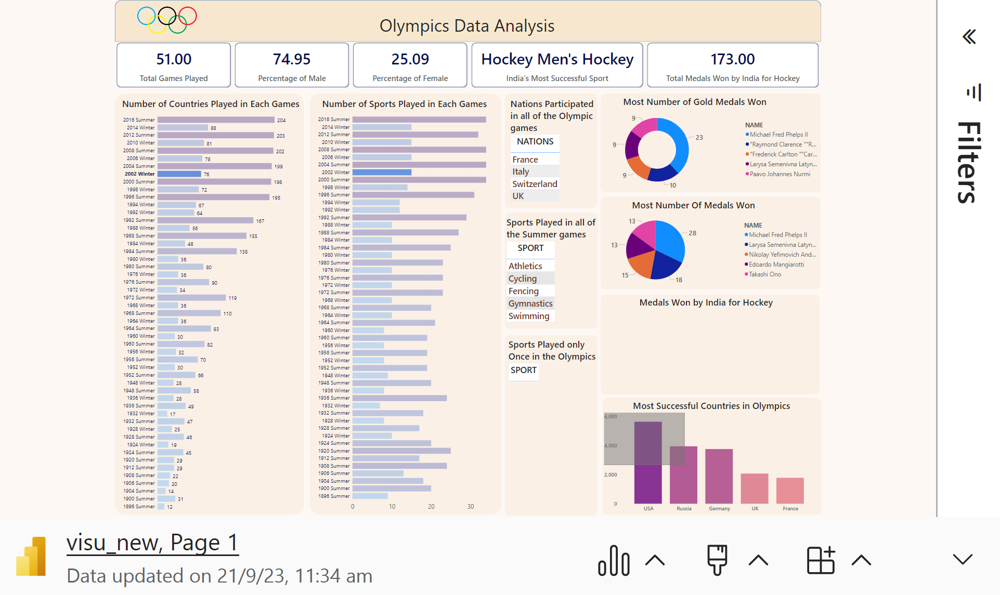 Olympics Data Analysis
51.00
Total Games Played
74.95
Percentage of Male
25.09
Percentage of Female
Hockey Men's Hockey
India's Most Successful Sport
173.00
Total Medals Won by India for Hockey
Number of Countries Played in Each Games
2016 Summer 204
2014 Winter 88
2012 Summer 203
2010 Winter 81
2008 Summer 202
2006 Winter 78
2004 Summer 199
2002 Winter 76
2000 Summer 198
1998 Winter 72
1996 Summer 195
1994 Winter 67
1992 Winter 64
1992 Summer 167
1988 Winter 56
1988 Summer 155
1984 Winter 48
1984 Summer 138
1980 Winter 36
1980 Summer 80
1976 Winter 36
1976 Summer 90
1972 Winter 34
1972 Summer 119
1968 Winter 36
1968 Summer 110
1964 Winter 36
1964 Summer 93
1960 Winter 30
1960 Summer 82
1956 Winter 32
1956 Summer 70
1952 Winter 30
1952 Summer 66
1948 Winter 28
1948 Summer 58
1936 Winter 28
1936 Summer 49
1932 Winter 17
1932 Summer 47
1928 Winter 25
1928 Summer 46
1924 Winter 19
1924 Summer 45
1920 Summer 29
1912 Summer 29
1908 Summer 22
1906 Summer 20
1904 Summer 14
1900 Summer 31
1896 Summer 12
Number of Sports Played in Each Games
2016 Summer
2014 Winter
2012 Summer
2010 Winter
2008 Summer
2006 Winter
2004 Summer
2002 Winter
2000 Summer
1998 Winter
1996 Summer
1994 Winter
1992 Winter
1992 Summer
1988 Winter
1988 Summer
1984 Winter
1984 Summer
1980 Winter
1980 Summer
1976 Winter
1976 Summer
1972 Winter
1972 Summer
1968 Winter
1968 Summer
1964 Winter
1964 Summer
1960 Winter
1960 Summer
1956 Winter
1956 Summer
1952 Winter
1952 Summer
1948 Winter
1948 Summer
1936 Winter
1936 Summer
1932 Winter
1932 Summer
1928 Winter
1928 Summer
1924 Winter
1924 Summer
1920 Summer
1912 Summer
1908 Summer
1906 Summer
1904 Summer
1900 Summer
1896 Summer
0 10 20 30
Nations Participated
in all of the Olympic
games
NATIONS
France
Italy
Switzerland
UK
Sports Played in all of
the Summer games
SPORT
Athletics
Cycling
Fencing
Gymnastics
Swimming
Sports Played only
Once in the Olympics
SPORT
Most Number of Gold Medals Won
23
10
9
9
9
NAME
Michael Fred Phelps II
"Raymond Clarence ""R...
"Frederick Carlton ""Car...
Larysa Semenivna Latyn...
Paavo Johannes Nurmi
Most Number Of Medals Won
28
18
15
13
13
NAME
Michael Fred Phelps II
Larysa Semenivna Latyn...
Nikolay Yefimovich And...
Edoardo Mangiarotti
Takashi Ono
Medals Won by India for Hockey
Most Successful Countries in Olympics
6,000
4,000
2,000
0
USA Russia Germany UK France
Filters
visu_new, Page 1
Data updated on 21/9/23, 11:34 am